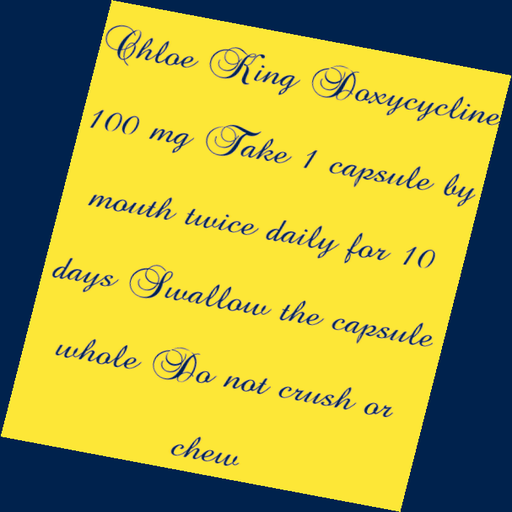 Chloe King Doxycycline
100 mg Take 1 capsule by
mouth twice daily for 10
days Swallow the capsule
whole Do not crush or
chew